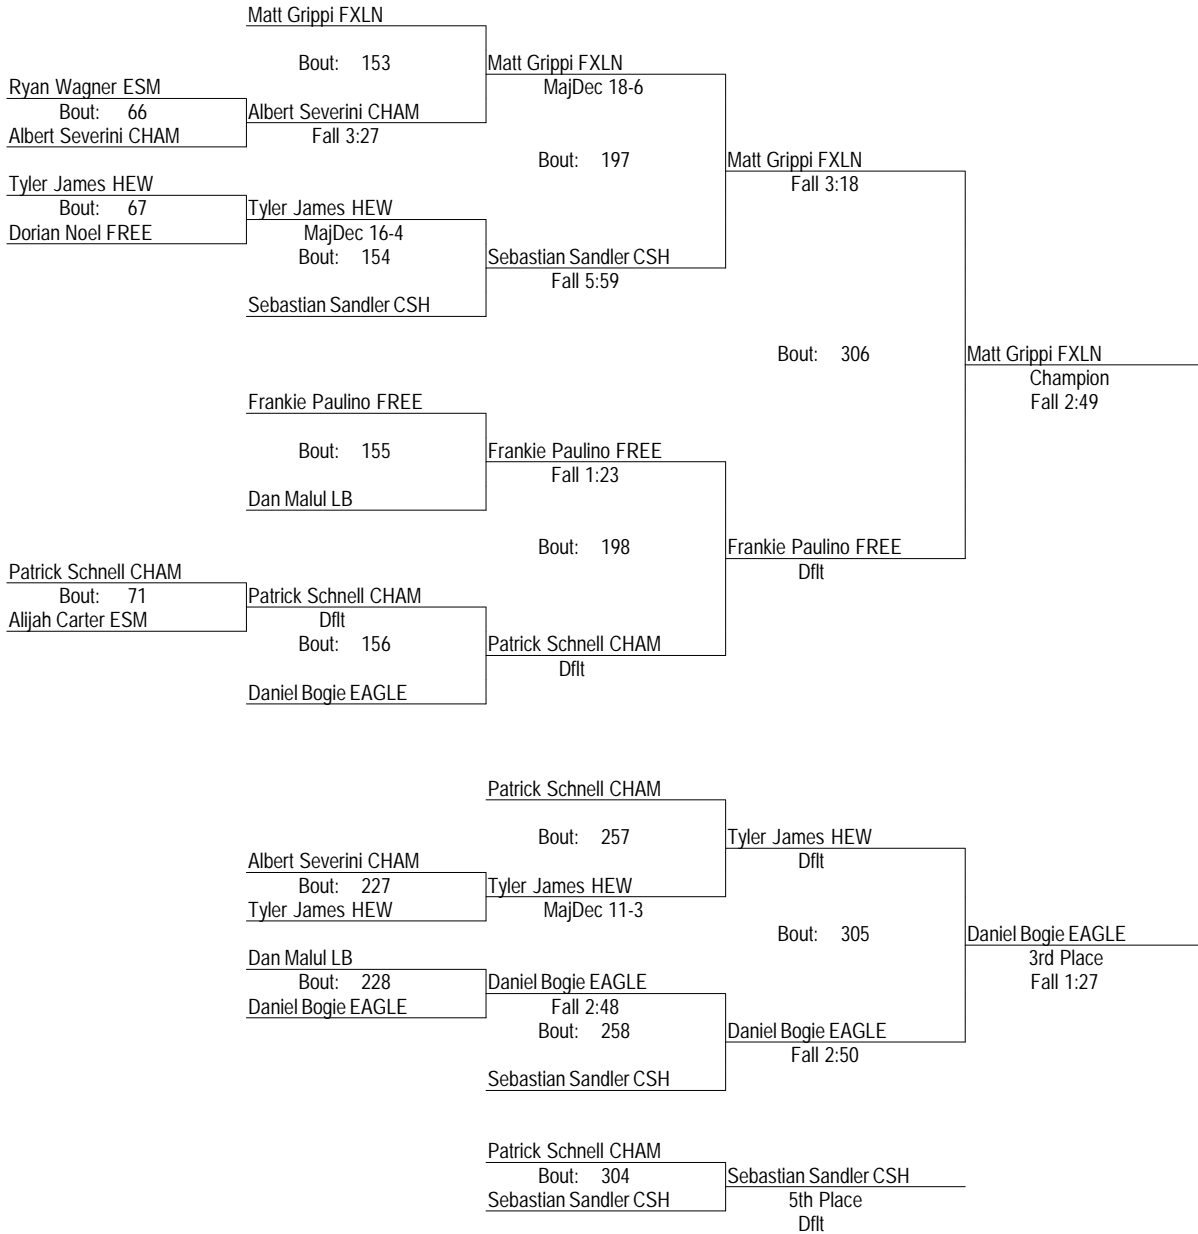 Matt Grippi FXLN
Bout: 153
Matt Grippi FXLN
MajDec 18-6
Ryan Wagner ESM
Bout: 66
Albert Severini CHAM
Albert Severini CHAM
Fall 3:27
Bout: 197
Matt Grippi FXLN
Fall 3:18
Tyler James HEW
Bout: 67
Dorian Noel FREE
Tyler James HEW
MajDec 16-4
Bout: 154
Sebastian Sandler CSH
Fall 5:59
Sebastian Sandler CSH
Bout: 306
Matt Grippi FXLN
Champion
Fall 2:49
Frankie Paulino FREE
Bout: 155
Frankie Paulino FREE
Fall 1:23
Dan Malul LB
Bout: 198
Frankie Paulino FREE
Dflt
Patrick Schnell CHAM
Bout: 71
Alijah Carter ESM
Patrick Schnell CHAM
Dflt
Bout: 156
Patrick Schnell CHAM
Dflt
Daniel Bogie EAGLE
Patrick Schnell CHAM
Bout: 257
Tyler James HEW
Dflt
Albert Severini CHAM
Bout: 227
Tyler James HEW
Tyler James HEW
MajDec 11-3
Bout: 305
Daniel Bogie EAGLE
3rd Place
Fall 1:27
Dan Malul LB
Bout: 228
Daniel Bogie EAGLE
Daniel Bogie EAGLE
Fall 2:48
Bout: 258
Daniel Bogie EAGLE
Fall 2:50
Sebastian Sandler CSH
Patrick Schnell CHAM
Bout: 304
Sebastian Sandler CSH
Sebastian Sandler CSH
5th Place
Dflt